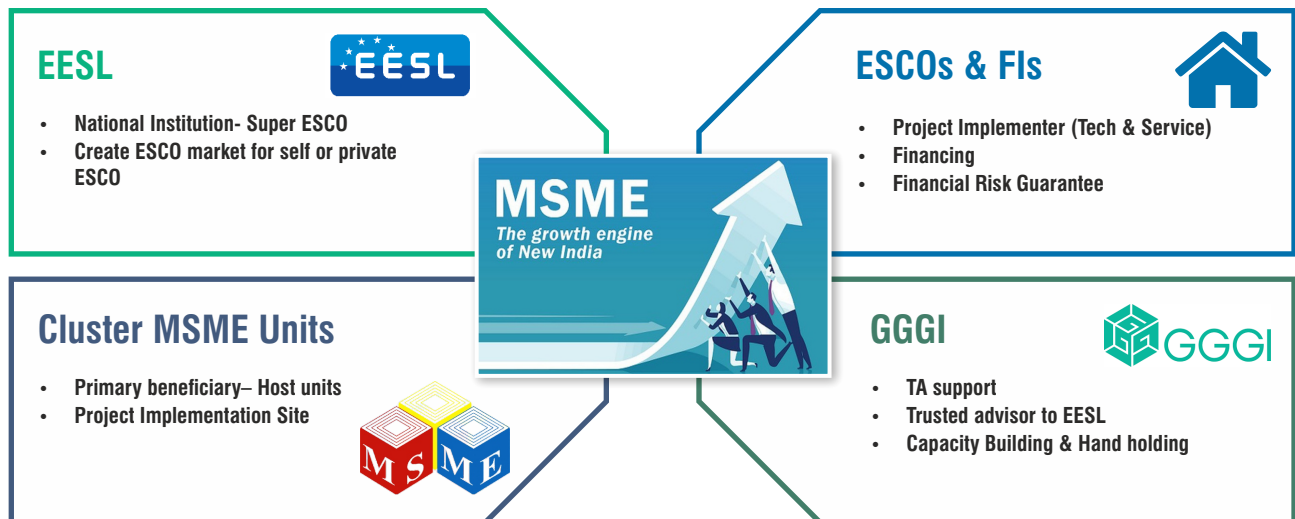 EESL
EESL
• National Institution- Super ESCO
• Create ESCO market for self or private
ESCO
ESCOs & FIs
• Project Implementer (Tech & Service)
• Financing
• Financial Risk Guarantee
MSME
The growth engine
of New India
Cluster MSME Units
• Primary beneficiary– Host units
• Project Implementation Site
M S M E
GGGI
GGGI
• TA support
• Trusted advisor to EESL
• Capacity Building & Hand holding